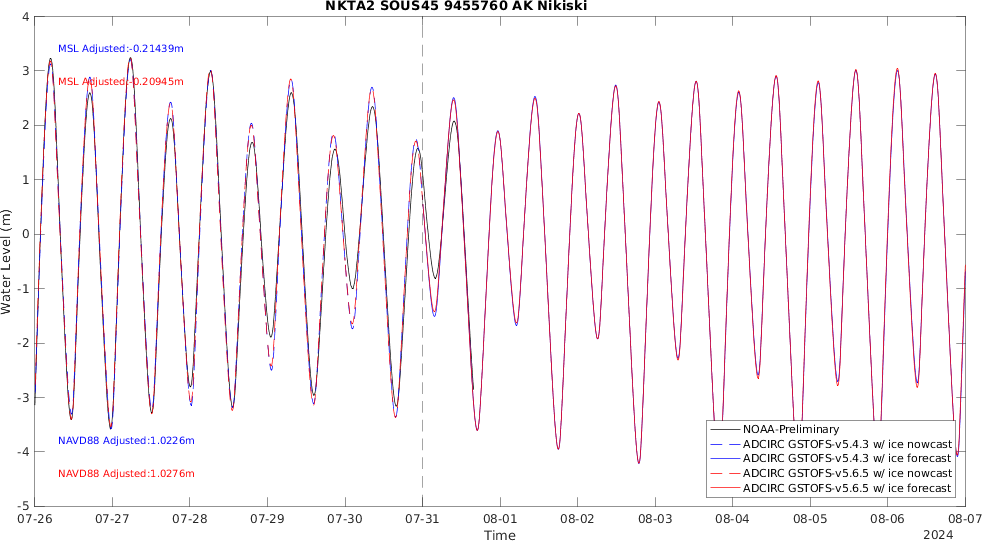 NKTA2 SOUS45 9455760 AK Nikiski
4
3
2
1
0
-1
-2
-3
-4
-5
Water Level (m)
MSL Adjusted:-0.21439m
MSL Adjusted:-0.20945m
NAVD88 Adjusted:1.0226m
NAVD88 Adjusted:1.0276m
NOAA-Preliminary
ADCIRC GSTOFS-v5.4.3 w/ ice nowcast
ADCIRC GSTOFS-v5.4.3 w/ ice forecast
ADCIRC GSTOFS-v5.6.5 w/ ice nowcast
ADCIRC GSTOFS-v5.6.5 w/ ice forecast
07-26 07-27 07-28 07-29 07-30 07-31 08-01 08-02 08-03 08-04 08-05 08-06 08-07
Time
2024